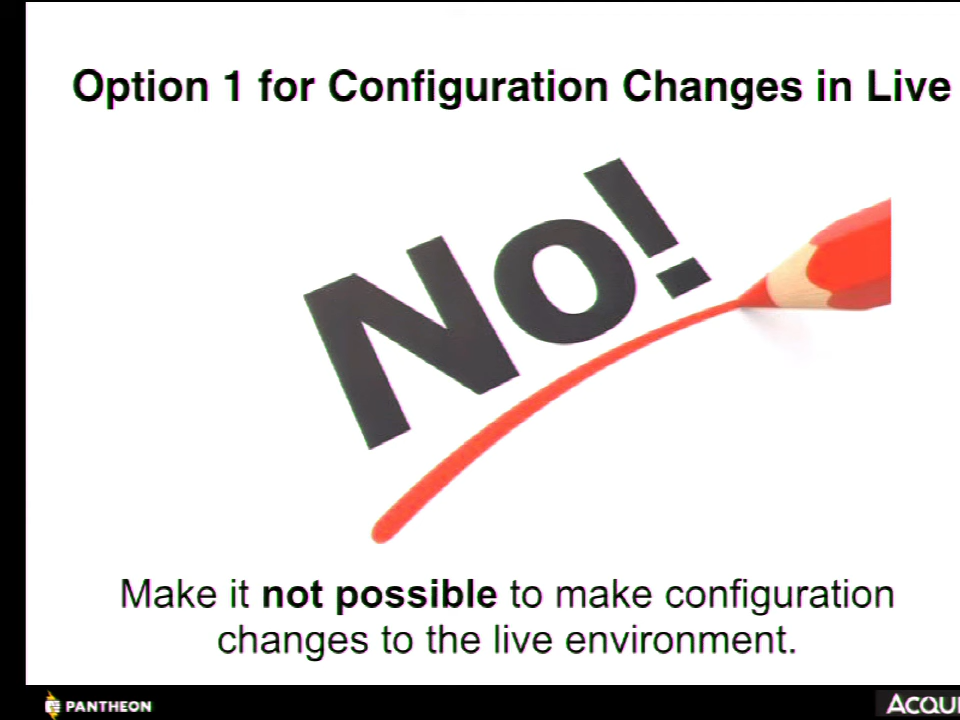 Option 1 for Configuration Changes in Live
No!
Make it not possible to make configuration
changes to the live environment.
PANTHEON